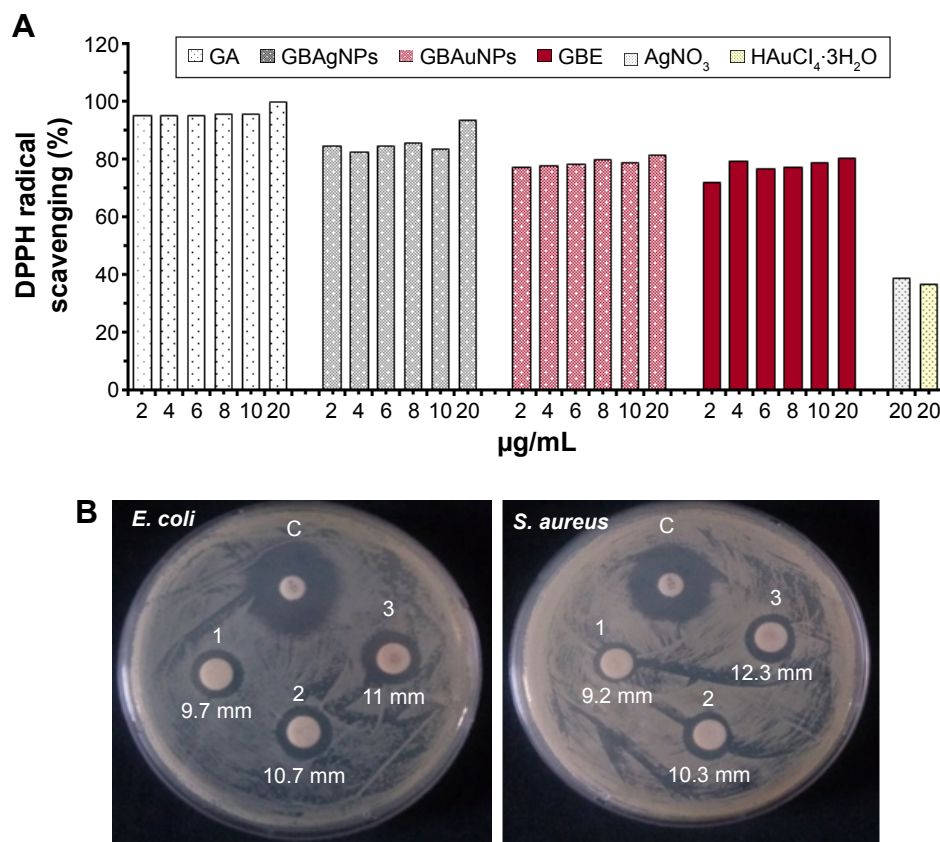 A
120
100
80
60
40
20
0
DPPH radical
scavenging (%)
GA GBAgNPs GBAuNPs GBE AgNO₃ HAuCl₄·3H₂O
2 4 6 8 10 20 2 4 6 8 10 20 2 4 6 8 10 20 2 4 6 8 10 20 20 20
µg/mL
B
E. coli
C
1
9.7 mm
2
10.7 mm
3
11 mm
S. aureus
C
1
9.2 mm
2
10.3 mm
3
12.3 mm